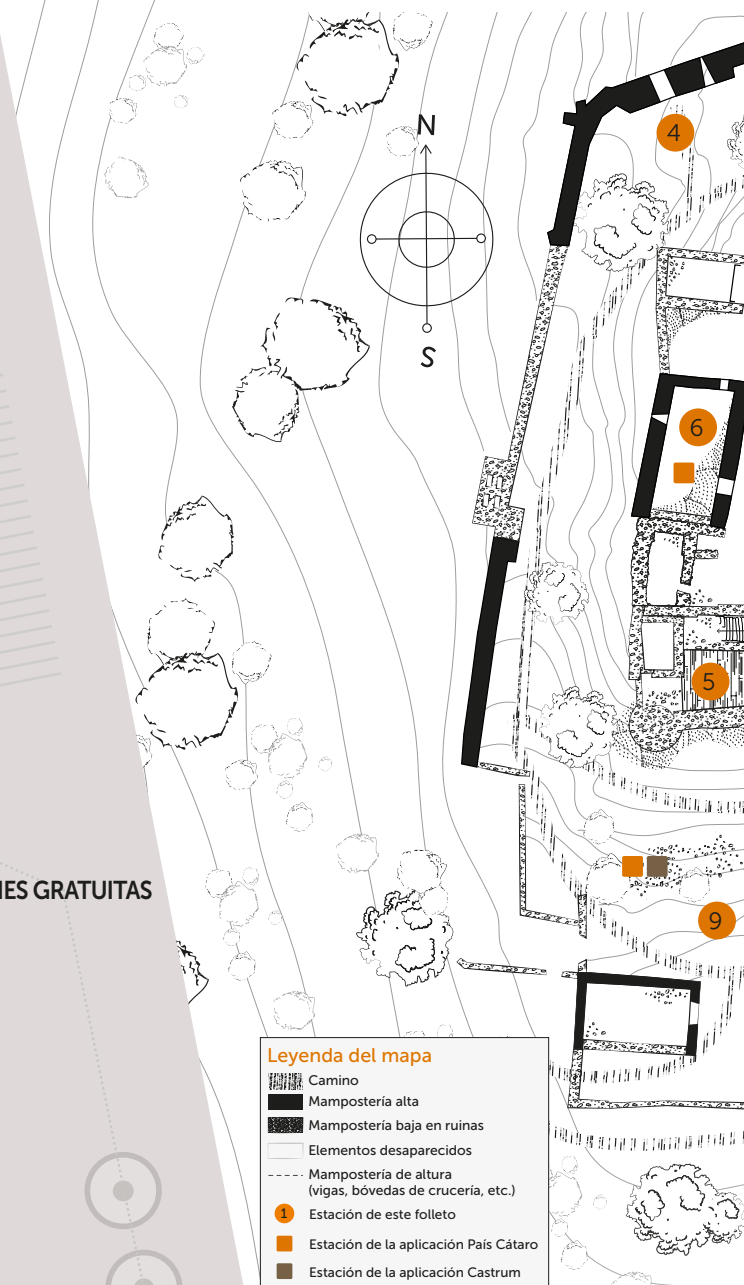 N
4
S
6
5
IES GRATUITAS
9
Leyenda del mapa
Camino
Mampostería alta
Mampostería baja en ruinas
Elementos desaparecidos
Mampostería de altura
(vigas, bóvedas de crucería, etc.)
1 Estación de este folleto
Estación de la aplicación País Cátaro
Estación de la aplicación Castrum